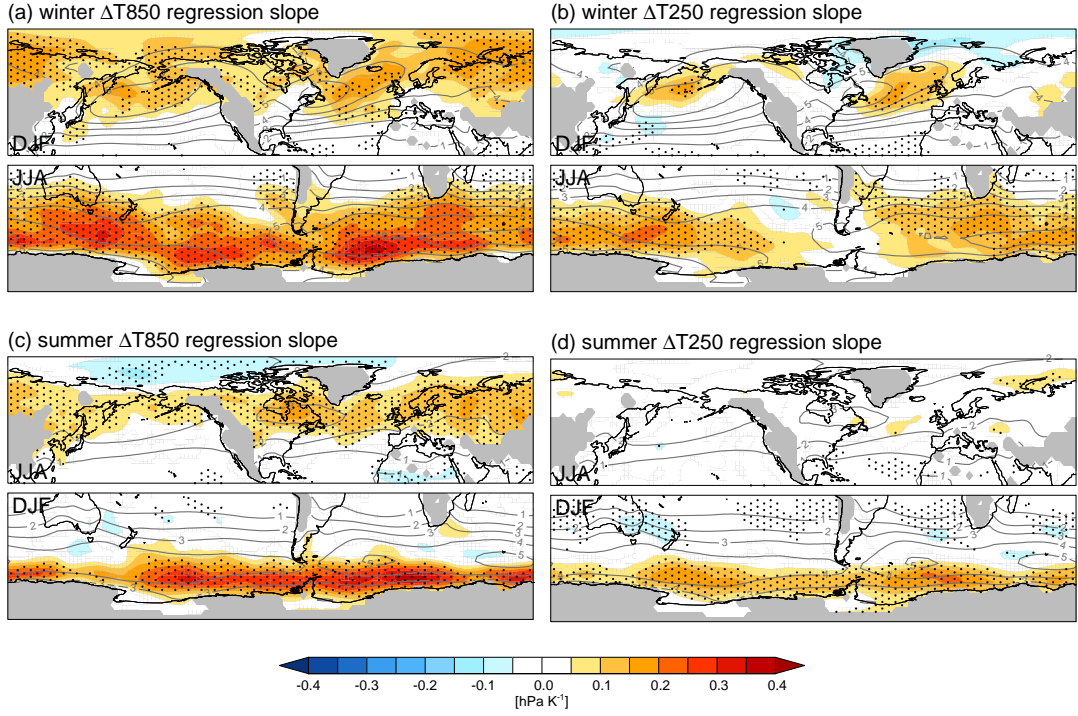 (a) winter ΔT850 regression slope
(b) winter ΔT250 regression slope
DJF
DJF
JJA
JJA
(c) summer ΔT850 regression slope
(d) summer ΔT250 regression slope
JJA
JJA
DJF
DJF
-0.4 -0.3 -0.2 -0.1 0.0 0.1 0.2 0.3 0.4
[hPa K⁻¹]